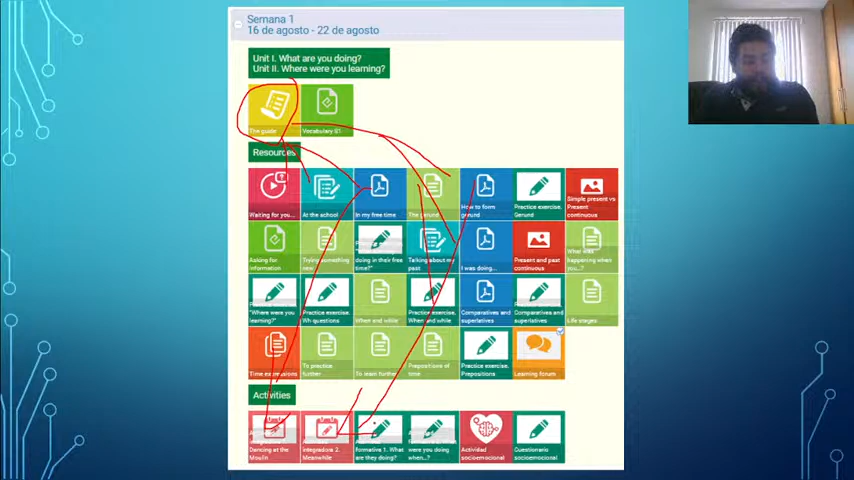 Semana 1
16 de agosto - 22 de agosto
Unit I. What are you doing?
Unit II. Where were you learning?
The guide
Vocabulary S1
Resources
Waiting for you...
At the school
In my free time
The gerund
How to form gerund
Practice exercise. Gerund
Simple present vs Present continuous
Asking for information
Trying something new
doing in their free time?"
Talking about my past
I was doing...
Present and past continuous
What was happening when you...?
"Where were you learning?"
Practice exercise. Wh questions
When and while
Practice exercise. When and while
Comparatives and superlatives
Comparatives and superlatives
Life stages
Time expressions
To practice further
To learn further
Prepositions of time
Practice exercise. Prepositions
Learning forum
Activities
integradora 1. Dancing at the Moulin
integradora 2. Meanwhile
formative 1. What are they doing?
were you doing when...?
Actividad socioemocional
Cuestionario socioemocional